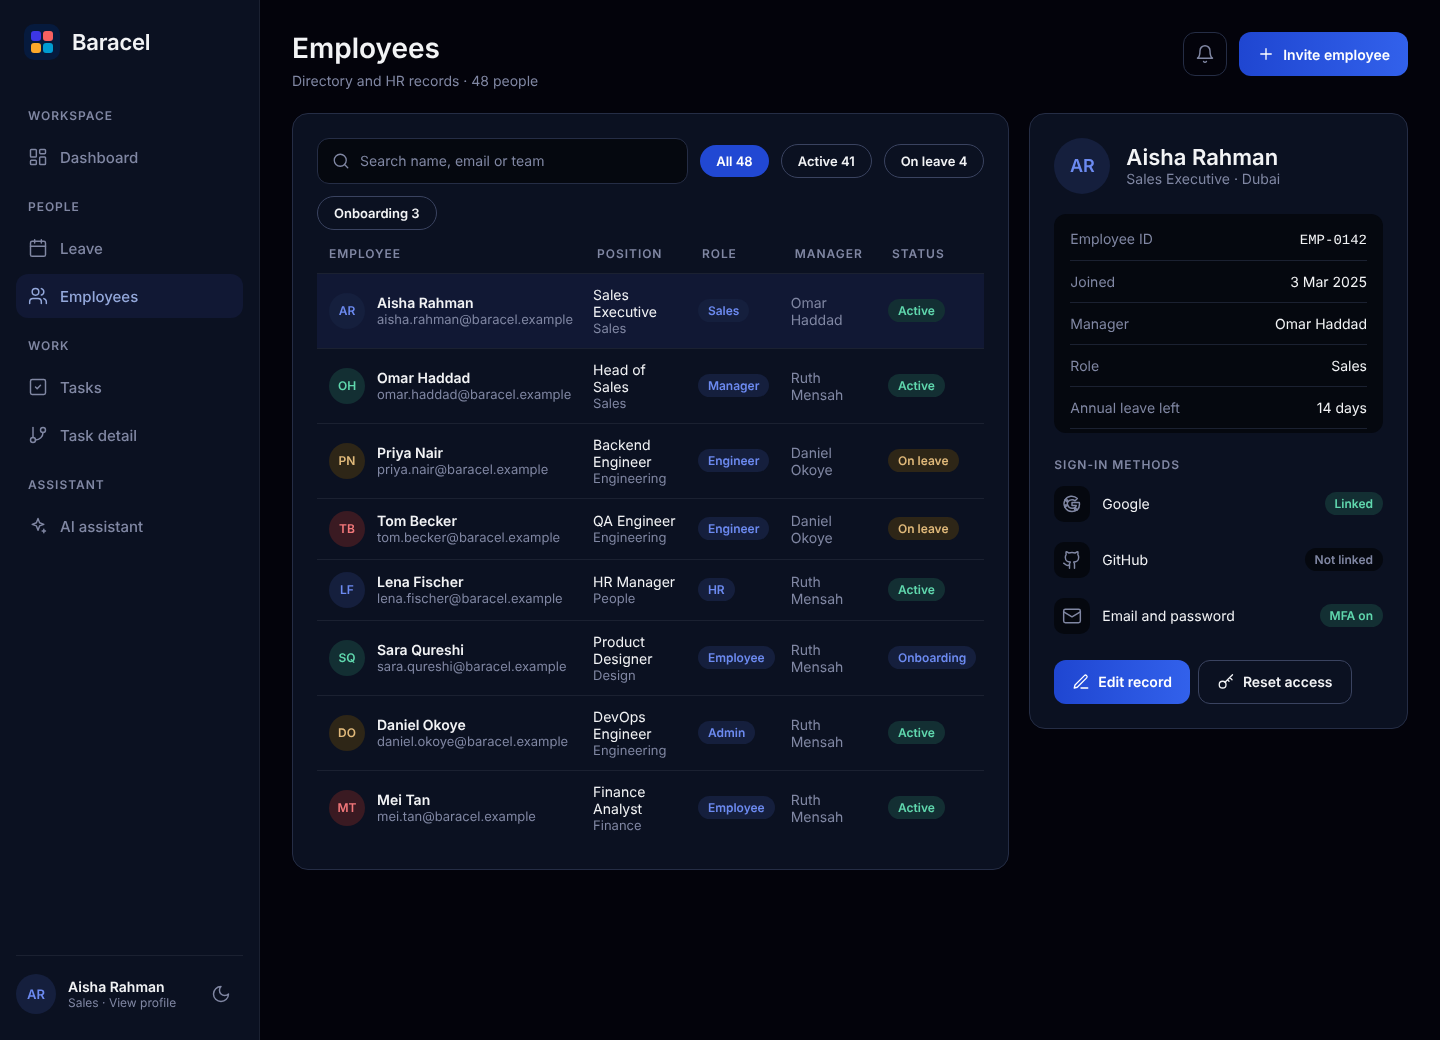 Baracel
WORKSPACE
Dashboard
PEOPLE
Leave
Employees
WORK
Tasks
Task detail
ASSISTANT
AI assistant
AR
Aisha Rahman
Sales · View profile
Employees
Directory and HR records · 48 people
Invite employee
Search name, email or team
All 48
Active 41
On leave 4
Onboarding 3
EMPLOYEE POSITION ROLE MANAGER STATUS
AR
Aisha Rahman
aisha.rahman@baracel.example
Sales
Executive
Sales
Sales
Omar
Haddad
Active
OH
Omar Haddad
omar.haddad@baracel.example
Head of
Sales
Sales
Manager
Ruth
Mensah
Active
PN
Priya Nair
priya.nair@baracel.example
Backend
Engineer
Engineering
Engineer
Daniel
Okoye
On leave
TB
Tom Becker
tom.becker@baracel.example
QA Engineer
Engineering
Engineer
Daniel
Okoye
On leave
LF
Lena Fischer
lena.fischer@baracel.example
HR Manager
People
HR
Ruth
Mensah
Active
SQ
Sara Qureshi
sara.qureshi@baracel.example
Product
Designer
Design
Employee
Ruth
Mensah
Onboarding
DO
Daniel Okoye
daniel.okoye@baracel.example
DevOps
Engineer
Engineering
Admin
Ruth
Mensah
Active
MT
Mei Tan
mei.tan@baracel.example
Finance
Analyst
Finance
Employee
Ruth
Mensah
Active
AR
Aisha Rahman
Sales Executive · Dubai
Employee ID EMP-0142
Joined 3 Mar 2025
Manager Omar Haddad
Role Sales
Annual leave left 14 days
SIGN-IN METHODS
Google Linked
GitHub Not linked
Email and password MFA on
Edit record
Reset access